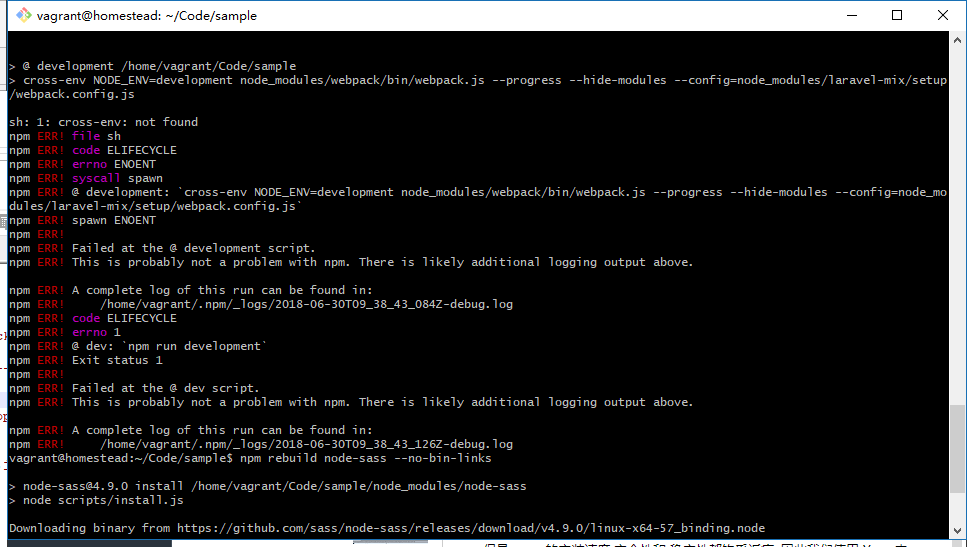 vagrant@homestead: ~/Code/sample
> @ development /home/vagrant/Code/sample
> cross-env NODE_ENV=development node_modules/webpack/bin/webpack.js --progress --hide-modules --config=node_modules/laravel-mix/setup
/webpack.config.js
sh: 1: cross-env: not found
npm ERR! file sh
npm ERR! code ELIFECYCLE
npm ERR! errno ENOENT
npm ERR! syscall spawn
npm ERR! @ development: `cross-env NODE_ENV=development node_modules/webpack/bin/webpack.js --progress --hide-modules --config=node_mo
dules/laravel-mix/setup/webpack.config.js`
npm ERR! spawn ENOENT
npm ERR!
npm ERR! Failed at the @ development script.
npm ERR! This is probably not a problem with npm. There is likely additional logging output above.
npm ERR! A complete log of this run can be found in:
npm ERR!     /home/vagrant/.npm/_logs/2018-06-30T09_38_43_084Z-debug.log
npm ERR! code ELIFECYCLE
npm ERR! errno 1
npm ERR! @ dev: `npm run development`
npm ERR! Exit status 1
npm ERR!
npm ERR! Failed at the @ dev script.
npm ERR! This is probably not a problem with npm. There is likely additional logging output above.
npm ERR! A complete log of this run can be found in:
npm ERR!     /home/vagrant/.npm/_logs/2018-06-30T09_38_43_126Z-debug.log
vagrant@homestead:~/Code/sample$ npm rebuild node-sass --no-bin-links
> node-sass@4.9.0 install /home/vagrant/Code/sample/node_modules/node-sass
> node scripts/install.js
Downloading binary from https://github.com/sass/node-sass/releases/download/v4.9.0/linux-x64-57_binding.node